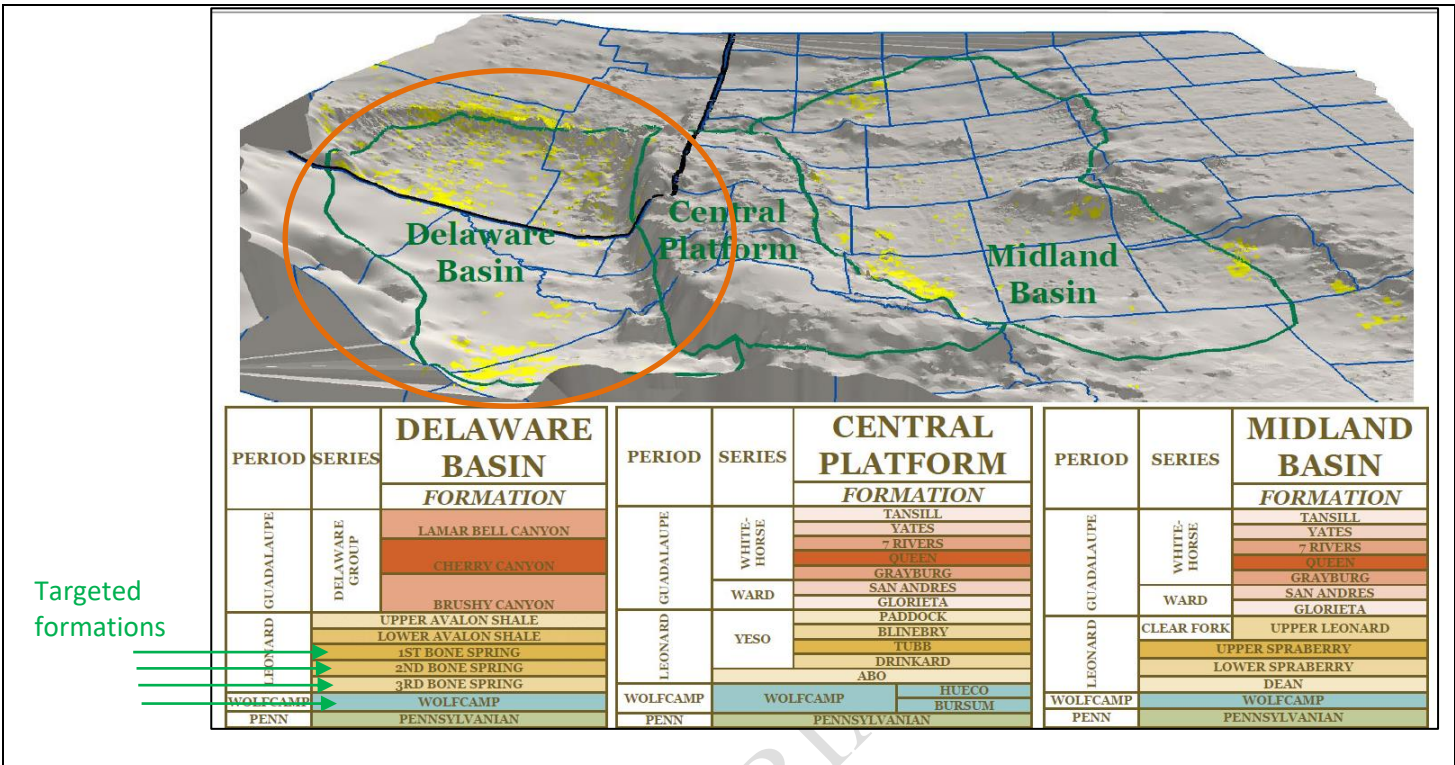 Delaware
Basin
Central
Platform
Midland
Basin
Targeted
formations
PERIOD SERIES DELAWARE
BASIN
FORMATION
GUADALAUPE
DELAWARE
GROUP
LAMAR BELL CANYON
CHERRY CANYON
BRUSHY CANYON
LEONARD
UPPER AVALON SHALE
LOWER AVALON SHALE
1ST BONE SPRING
2ND BONE SPRING
3RD BONE SPRING
WOLFCAMP WOLFCAMP
PENN PENNSYLVANIAN
PERIOD SERIES CENTRAL
PLATFORM
FORMATION
GUADALAUPE
WHITE-
HORSE
TANSILL
YATES
7 RIVERS
QUEEN
GRAYBURG
WARD
SAN ANDRES
GLORIETA
LEONARD
YESO
PADDOCK
BLINEBRY
TUBB
DRINKARD
ABO
WOLFCAMP WOLFCAMP HUECO
BURSUM
PENN PENNSYLVANIAN
PERIOD SERIES MIDLAND
BASIN
FORMATION
GUADALAUPE
WHITE-
HORSE
TANSILL
YATES
7 RIVERS
QUEEN
GRAYBURG
WARD
SAN ANDRES
GLORIETA
LEONARD
CLEAR FORK UPPER LEONARD
UPPER SPRABERRY
LOWER SPRABERRY
DEAN
WOLFCAMP WOLFCAMP
PENN PENNSYLVANIAN